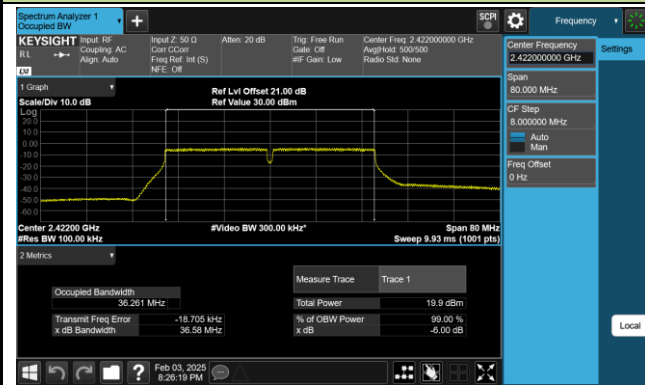 Spectrum Analyzer 1
Occupied BW
SCPI
Frequency
KEYSIGHT
RL
Input: RF
Coupling: AC
Align: Auto
Input Z: 50 Ω
Corr CCorr
Freq Ref: Int (S)
NFE: Off
Atten: 20 dB
Trig: Free Run
Gate: Off
#IF Gain: Low
Center Freq: 2.422000000 GHz
Avg|Hold: 500/500
Radio Std: None
Center Frequency
2.422000000 GHz
Settings
Span
80.000 MHz
CF Step
8.000000 MHz
Auto
Man
Freq Offset
0 Hz
Local
1 Graph
Scale/Div 10.0 dB
Ref Lvl Offset 21.00 dB
Ref Value 30.00 dBm
Log
20.0
10.0
0.00
-10.0
-20.0
-30.0
-40.0
-50.0
-60.0
Center 2.42200 GHz
#Res BW 100.00 kHz
#Video BW 300.00 kHz*
Span 80 MHz
Sweep 9.93 ms (1001 pts)
2 Metrics
Measure Trace Trace 1
Occupied Bandwidth
36.261 MHz
Total Power 19.9 dBm
Transmit Freq Error -18.705 kHz
% of OBW Power 99.00 %
x dB Bandwidth 36.58 MHz
x dB -6.00 dB
Feb 03, 2025
8:26:19 PM